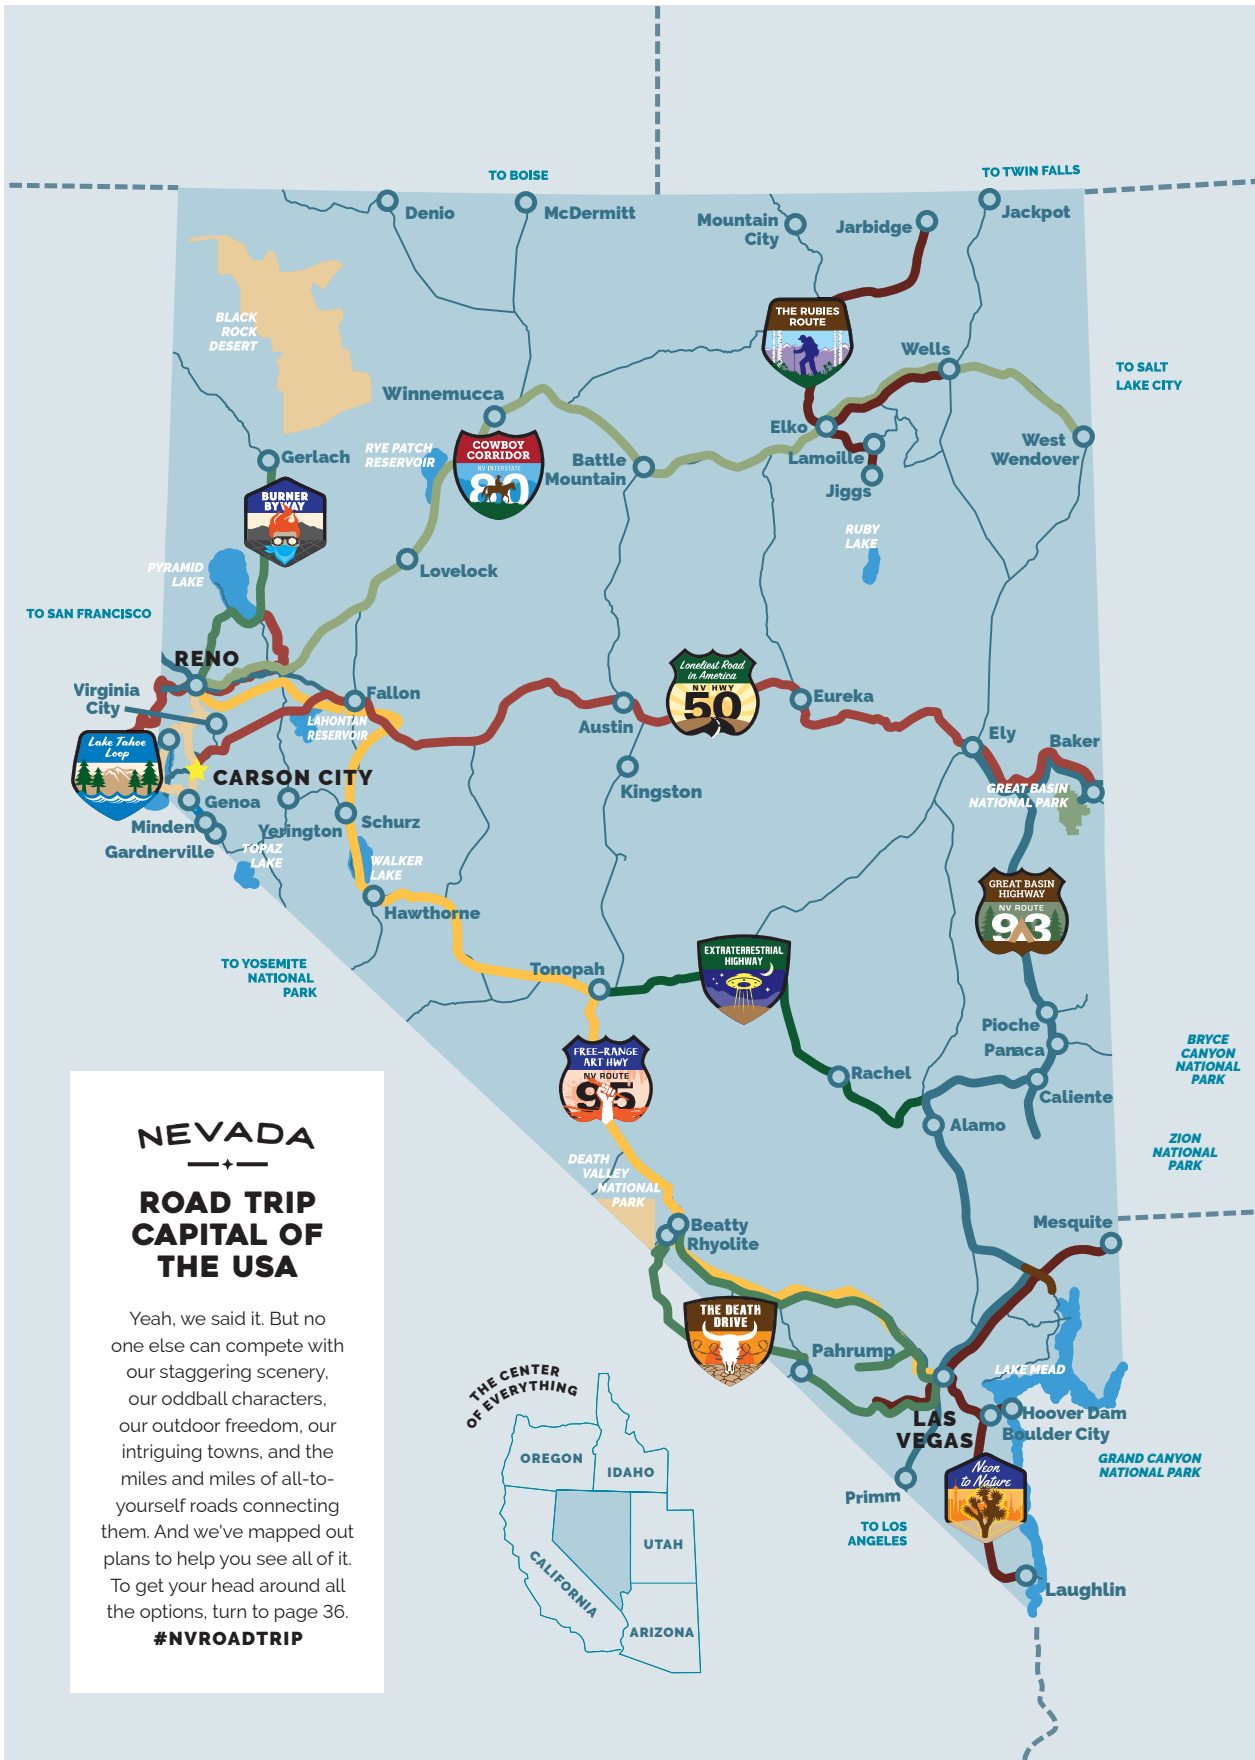 TO BOISE
TO TWIN FALLS
Denio
McDermitt
Mountain
City
Jarbidge
Jackpot
BLACK
ROCK
DESERT
THE RUBIES
ROUTE
Wells
TO SALT
LAKE CITY
Winnemucca
Elko
RYE PATCH
RESERVOIR
COWBOY
CORRIDOR
NV INTERSTATE
80
Battle
Mountain
Lamoille
Jiggs
West
Wendover
Gerlach
BURNER
BYWAY
RUBY
LAKE
PYRAMID
LAKE
Lovelock
TO SAN FRANCISCO
RENO
Virginia
City
Fallon
LAHONTAN
RESERVOIR
Loneliest Road
in America
NV HWY
50
Austin
Eureka
Ely
Baker
GREAT BASIN
NATIONAL PARK
Lake Tahoe
Loop
CARSON CITY
Kingston
Genoa
Minden
Gardnerville
Yerington
Schurz
TOPAZ
LAKE
WALKER
LAKE
Hawthorne
GREAT BASIN
HIGHWAY
NV ROUTE
93
TO YOSEMITE
NATIONAL
PARK
Tonopah
EXTRATERRESTRIAL
HIGHWAY
Pioche
Panaca
Caliente
BRYCE
CANYON
NATIONAL
PARK
FREE-RANGE
ART HWY
NV ROUTE
95
Rachel
Alamo
ZION
NATIONAL
PARK
DEATH
VALLEY
NATIONAL
PARK
Beatty
Rhyolite
Mesquite
THE DEATH
DRIVE
Pahrump
LAKE MEAD
LAS
VEGAS
Hoover Dam
Boulder City
GRAND CANYON
NATIONAL PARK
Neon
to Nature
Primm
TO LOS
ANGELES
Laughlin
NEVADA
ROAD TRIP
CAPITAL OF
THE USA
Yeah, we said it. But no
one else can compete with
our staggering scenery,
our oddball characters,
our outdoor freedom, our
intriguing towns, and the
miles and miles of all-to-
yourself roads connecting
them. And we've mapped out
plans to help you see all of it.
To get your head around all
the options, turn to page 36.
#NVROADTRIP
THE CENTER
OF EVERYTHING
OREGON
IDAHO
UTAH
CALIFORNIA
ARIZONA